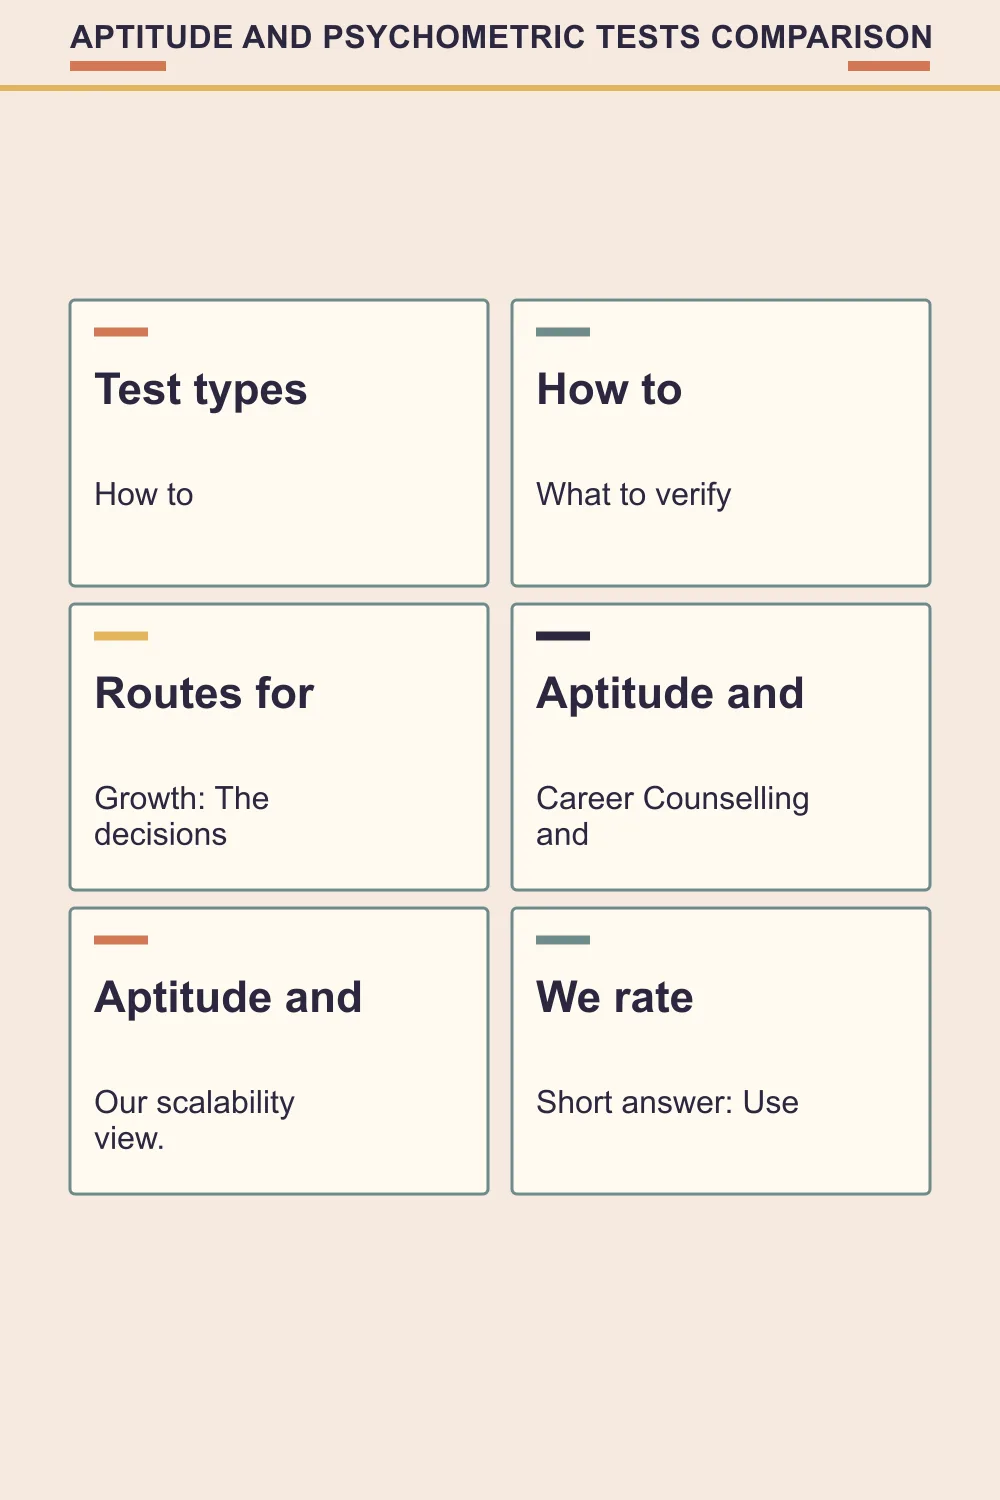 APTITUDE AND PSYCHOMETRIC TESTS COMPARISON
Test types
How to
How to
What to verify
Routes for
Growth: The
decisions
Aptitude and
Career Counselling
and
Aptitude and
Our scalability
view.
We rate
Short answer: Use